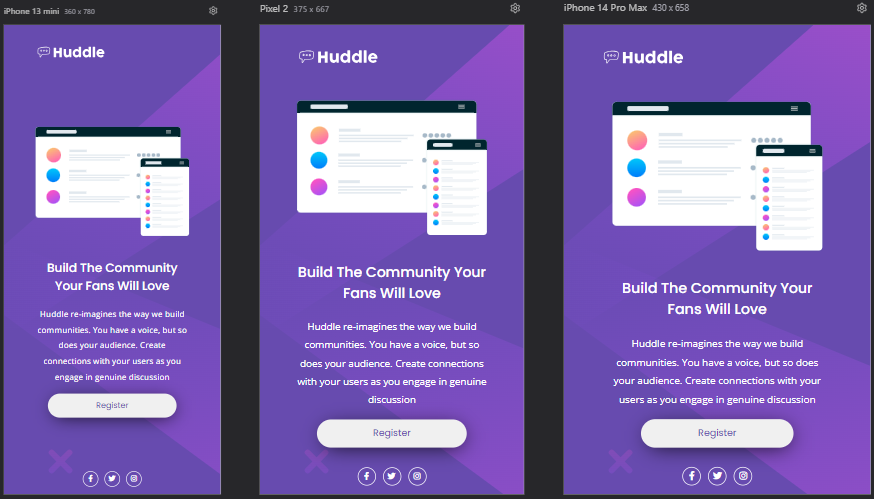 iPhone 13 mini 360 x 780
Huddle
Build The Community
Your Fans Will Love
Huddle re-imagines the way we build
communities. You have a voice, but so
does your audience. Create
connections with your users as you
engage in genuine discussion
Register
Pixel 2 375 x 667
Huddle
Build The Community Your
Fans Will Love
Huddle re-imagines the way we build
communities. You have a voice, but so
does your audience. Create connections
with your users as you engage in genuine
discussion
Register
iPhone 14 Pro Max 430 x 658
Huddle
Build The Community Your
Fans Will Love
Huddle re-imagines the way we build
communities. You have a voice, but so does
your audience. Create connections with your
users as you engage in genuine discussion
Register